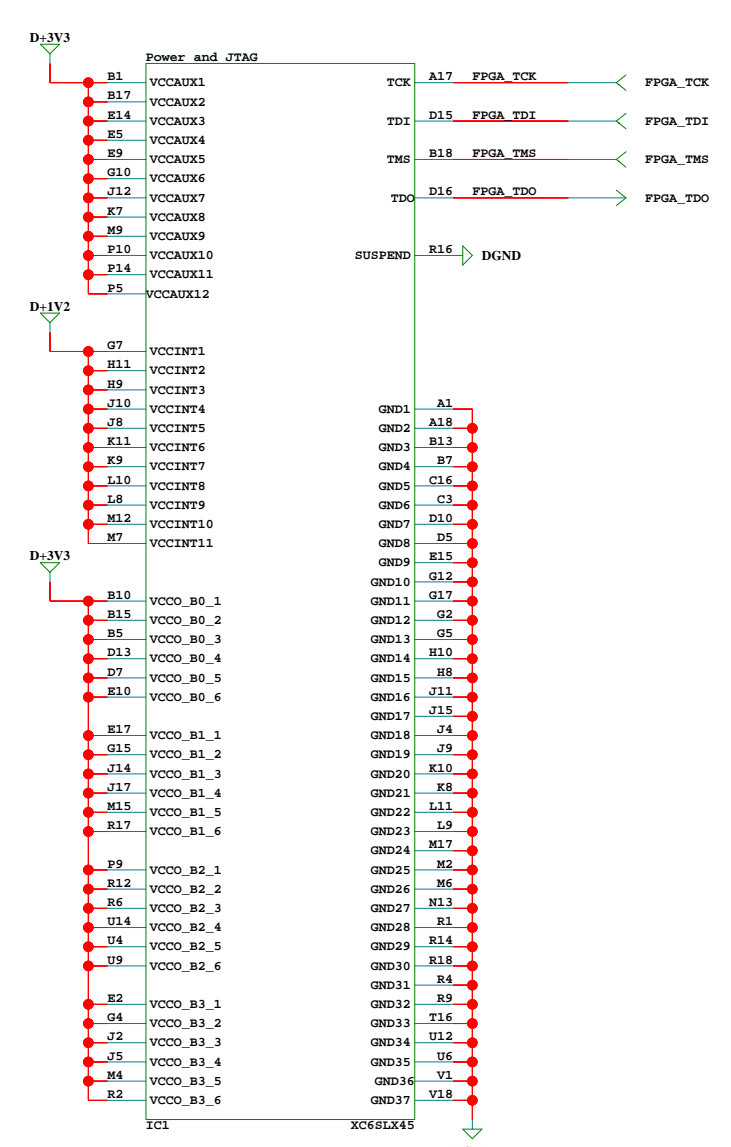 D+3V3
Power and JTAG
B1 VCCAUX1 TCK A17 FPGA_TCK FPGA_TCK
B17 VCCAUX2
E14 VCCAUX3 TDI D15 FPGA_TDI FPGA_TDI
E5 VCCAUX4
E9 VCCAUX5 TMS B18 FPGA_TMS FPGA_TMS
G10 VCCAUX6
J12 VCCAUX7 TDO D16 FPGA_TDO FPGA_TDO
K7 VCCAUX8
M9 VCCAUX9
P10 VCCAUX10 SUSPEND R16 DGND
P14 VCCAUX11
P5 VCCAUX12
D+1V2
G7 VCCINT1
H11 VCCINT2
H9 VCCINT3
J10 VCCINT4 GND1 A1
J8 VCCINT5 GND2 A18
K11 VCCINT6 GND3 B13
K9 VCCINT7 GND4 B7
L10 VCCINT8 GND5 C16
L8 VCCINT9 GND6 C3
M12 VCCINT10 GND7 D10
M7 VCCINT11 GND8 D5
D+3V3 GND9 E15
GND10 G12
B10 VCCO_B0_1 GND11 G17
B15 VCCO_B0_2 GND12 G2
B5 VCCO_B0_3 GND13 G5
D13 VCCO_B0_4 GND14 H10
D7 VCCO_B0_5 GND15 H8
E10 VCCO_B0_6 GND16 J11
GND17 J15
E17 VCCO_B1_1 GND18 J4
G15 VCCO_B1_2 GND19 J9
J14 VCCO_B1_3 GND20 K10
J17 VCCO_B1_4 GND21 K8
M15 VCCO_B1_5 GND22 L11
R17 VCCO_B1_6 GND23 L9
GND24 M17
P9 VCCO_B2_1 GND25 M2
R12 VCCO_B2_2 GND26 M6
R6 VCCO_B2_3 GND27 N13
U14 VCCO_B2_4 GND28 R1
U4 VCCO_B2_5 GND29 R14
U9 VCCO_B2_6 GND30 R18
GND31 R4
E2 VCCO_B3_1 GND32 R9
G4 VCCO_B3_2 GND33 T16
J2 VCCO_B3_3 GND34 U12
J5 VCCO_B3_4 GND35 U6
M4 VCCO_B3_5 GND36 V1
R2 VCCO_B3_6 GND37 V18
IC1 XC6SLX45